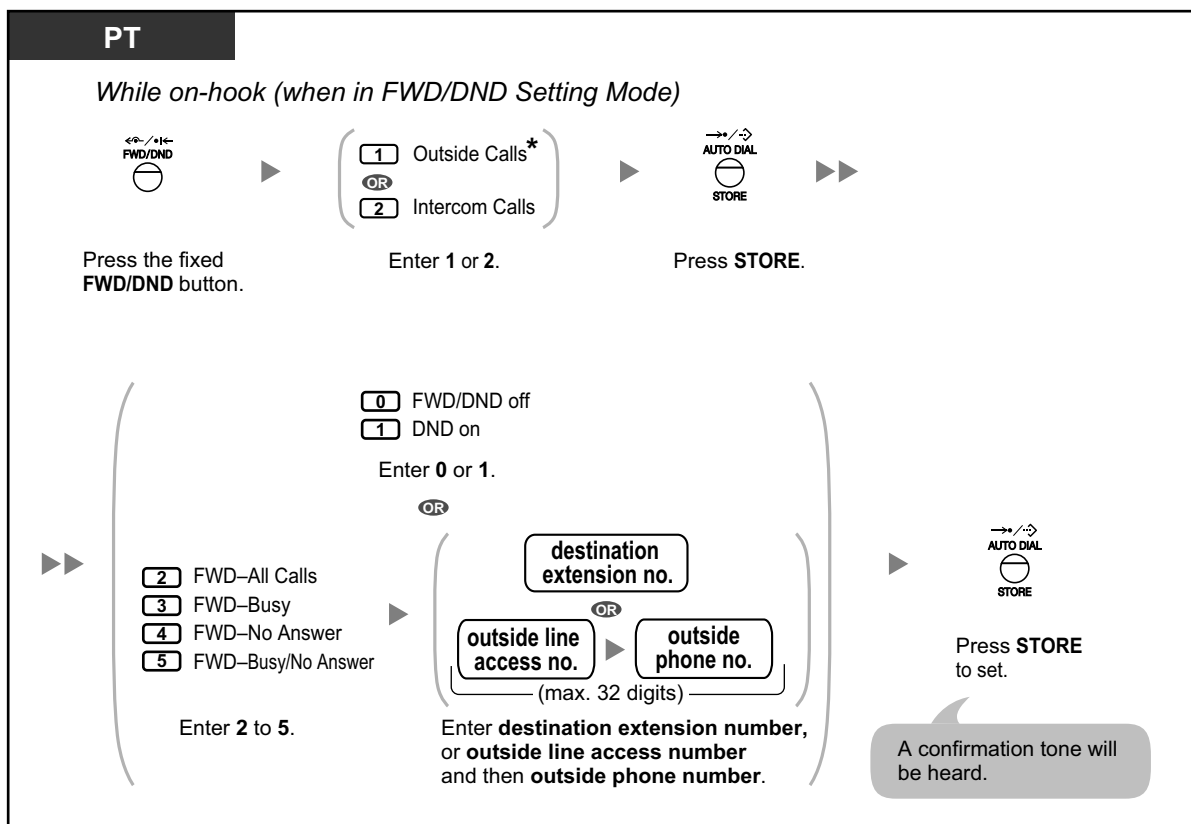 PT
While on-hook (when in FWD/DND Setting Mode)
FWD/DND
1 Outside Calls*
OR
2 Intercom Calls
AUTO DIAL
STORE
Press the fixed
FWD/DND button.
Enter 1 or 2.
Press STORE.
0 FWD/DND off
1 DND on
Enter 0 or 1.
OR
2 FWD–All Calls
3 FWD–Busy
4 FWD–No Answer
5 FWD–Busy/No Answer
Enter 2 to 5.
destination
extension no.
OR
outside line
access no.
outside
phone no.
(max. 32 digits)
Enter destination extension number,
or outside line access number
and then outside phone number.
AUTO DIAL
STORE
Press STORE
to set.
A confirmation tone will
be heard.